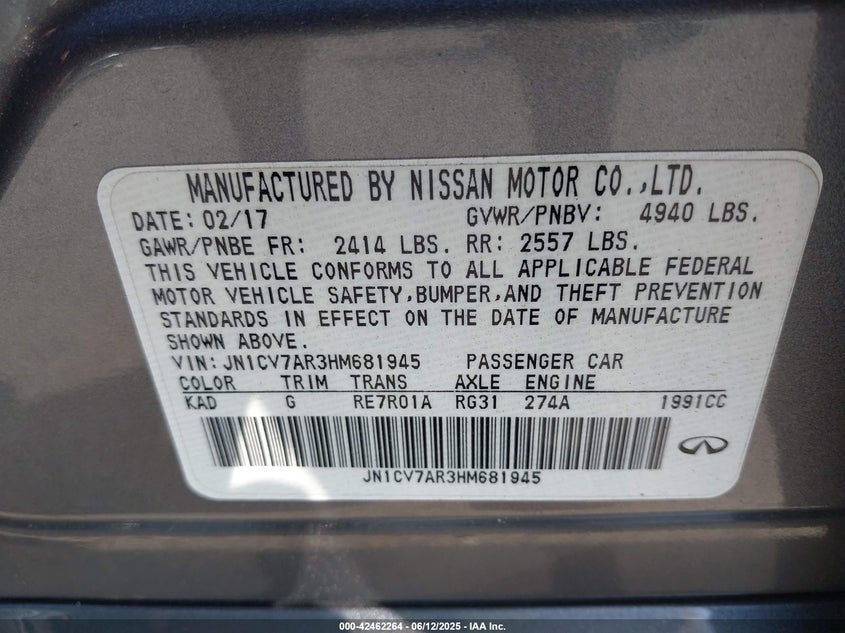 MANUFACTURED BY NISSAN MOTOR CO.,LTD.
DATE: 02/17 GVWR/PNBV: 4940 LBS.
GAWR/PNBE FR: 2414 LBS. RR: 2557 LBS.
THIS VEHICLE CONFORMS TO ALL APPLICABLE FEDERAL
MOTOR VEHICLE SAFETY,BUMPER,AND THEFT PREVENTION
STANDARDS IN EFFECT ON THE DATE OF MANUFACTURE
SHOWN ABOVE.
VIN: JN1CV7AR3HM681945 PASSENGER CAR
COLOR TRIM TRANS AXLE ENGINE
KAD G RE7R01A RG31 274A 1991CC
JN1CV7AR3HM681945
000-42462264 - 06/12/2025 - IAA Inc.